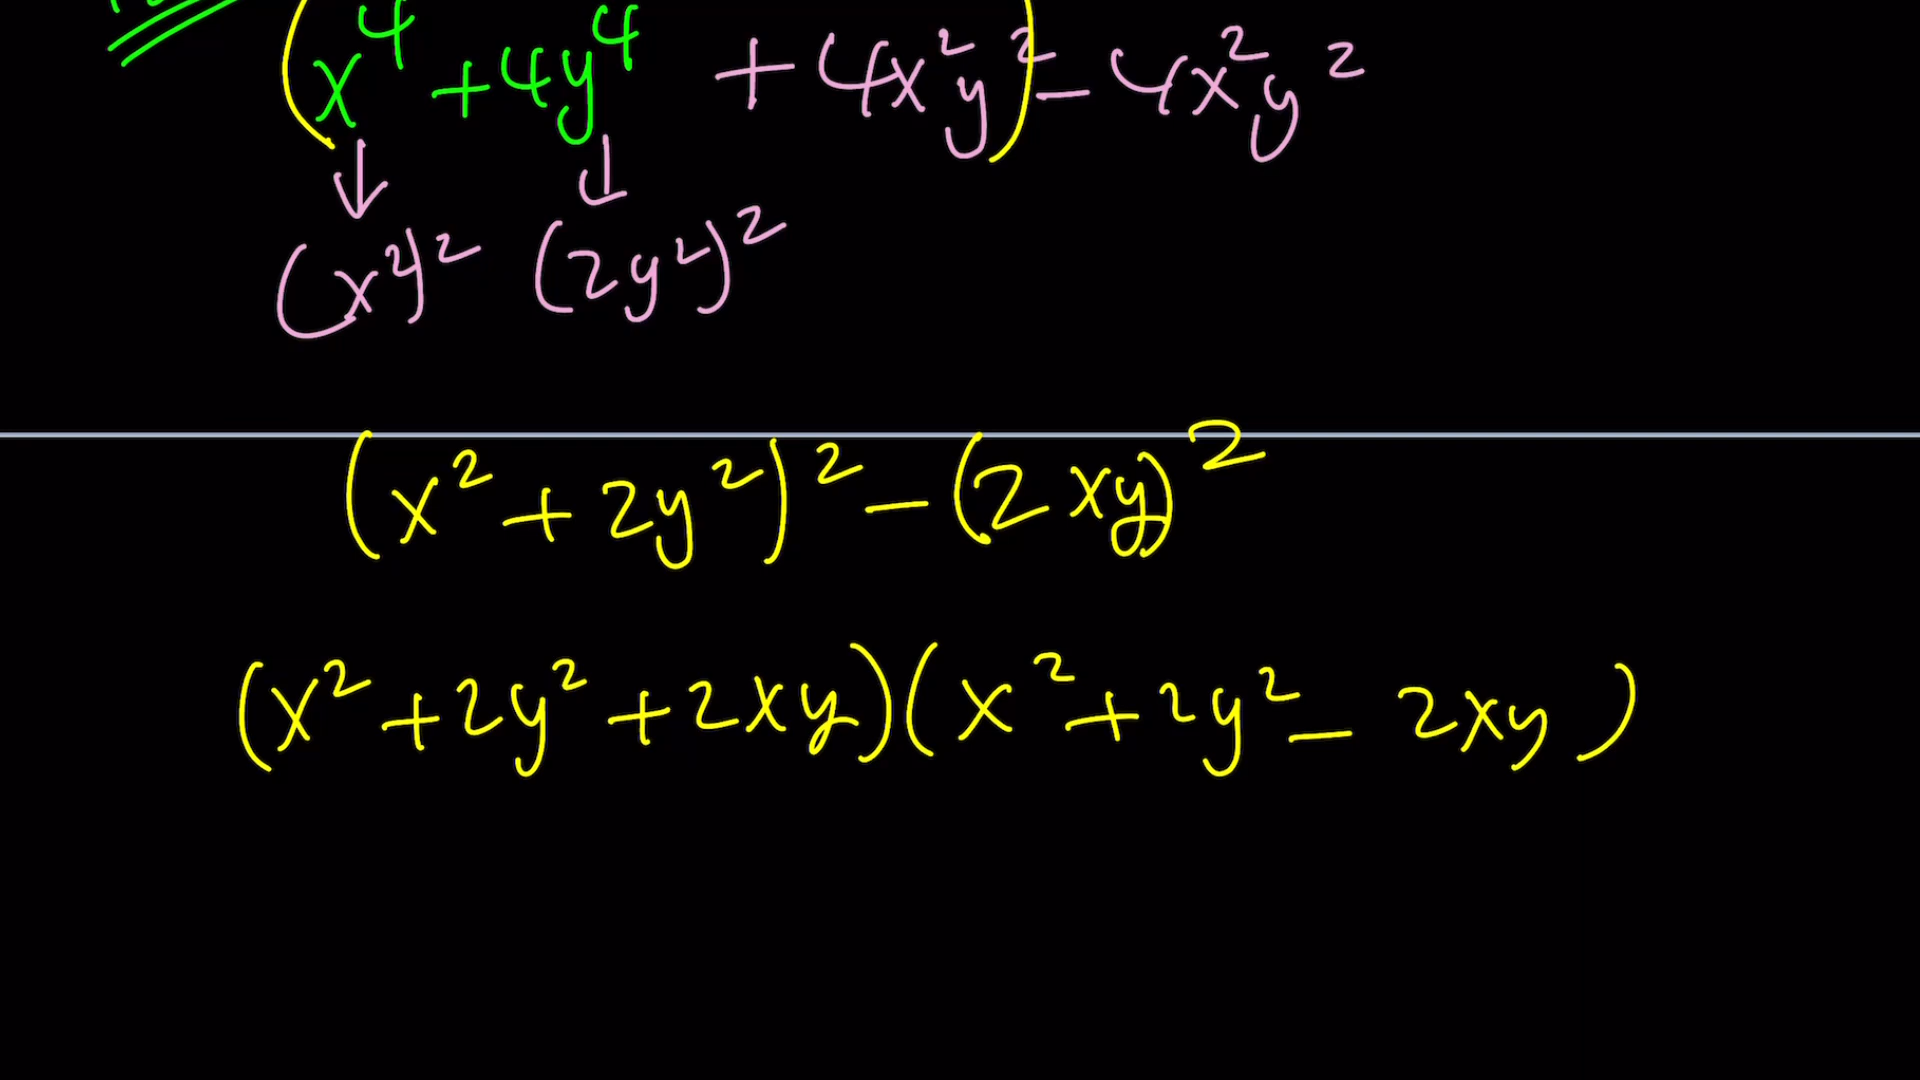 (x⁴ + 4y⁴ + 4x²y²) - 4x²y²
(x²)² (2y²)²
(x² + 2y²)² - (2xy)²
(x² + 2y² + 2xy)(x² + 2y² - 2xy)